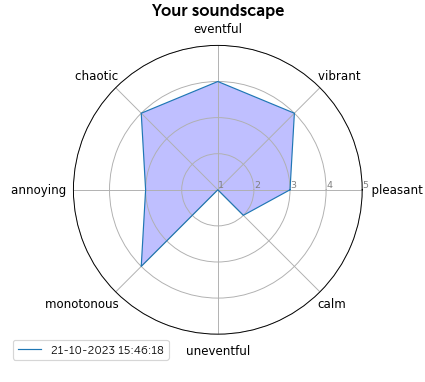 Your soundscape
eventful
chaotic
vibrant
annoying
1
2
3
4
5
pleasant
monotonous
calm
uneventful
21-10-2023 15:46:18